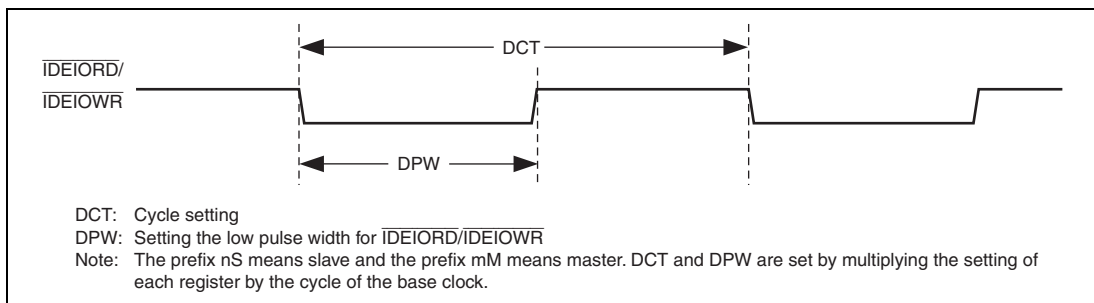 DCT
IDEIORD/
IDEIOWR
DPW
DCT: Cycle setting
DPW: Setting the low pulse width for IDEIORD/IDEIOWR
Note: The prefix nS means slave and the prefix mM means master. DCT and DPW are set by multiplying the setting of
each register by the cycle of the base clock.